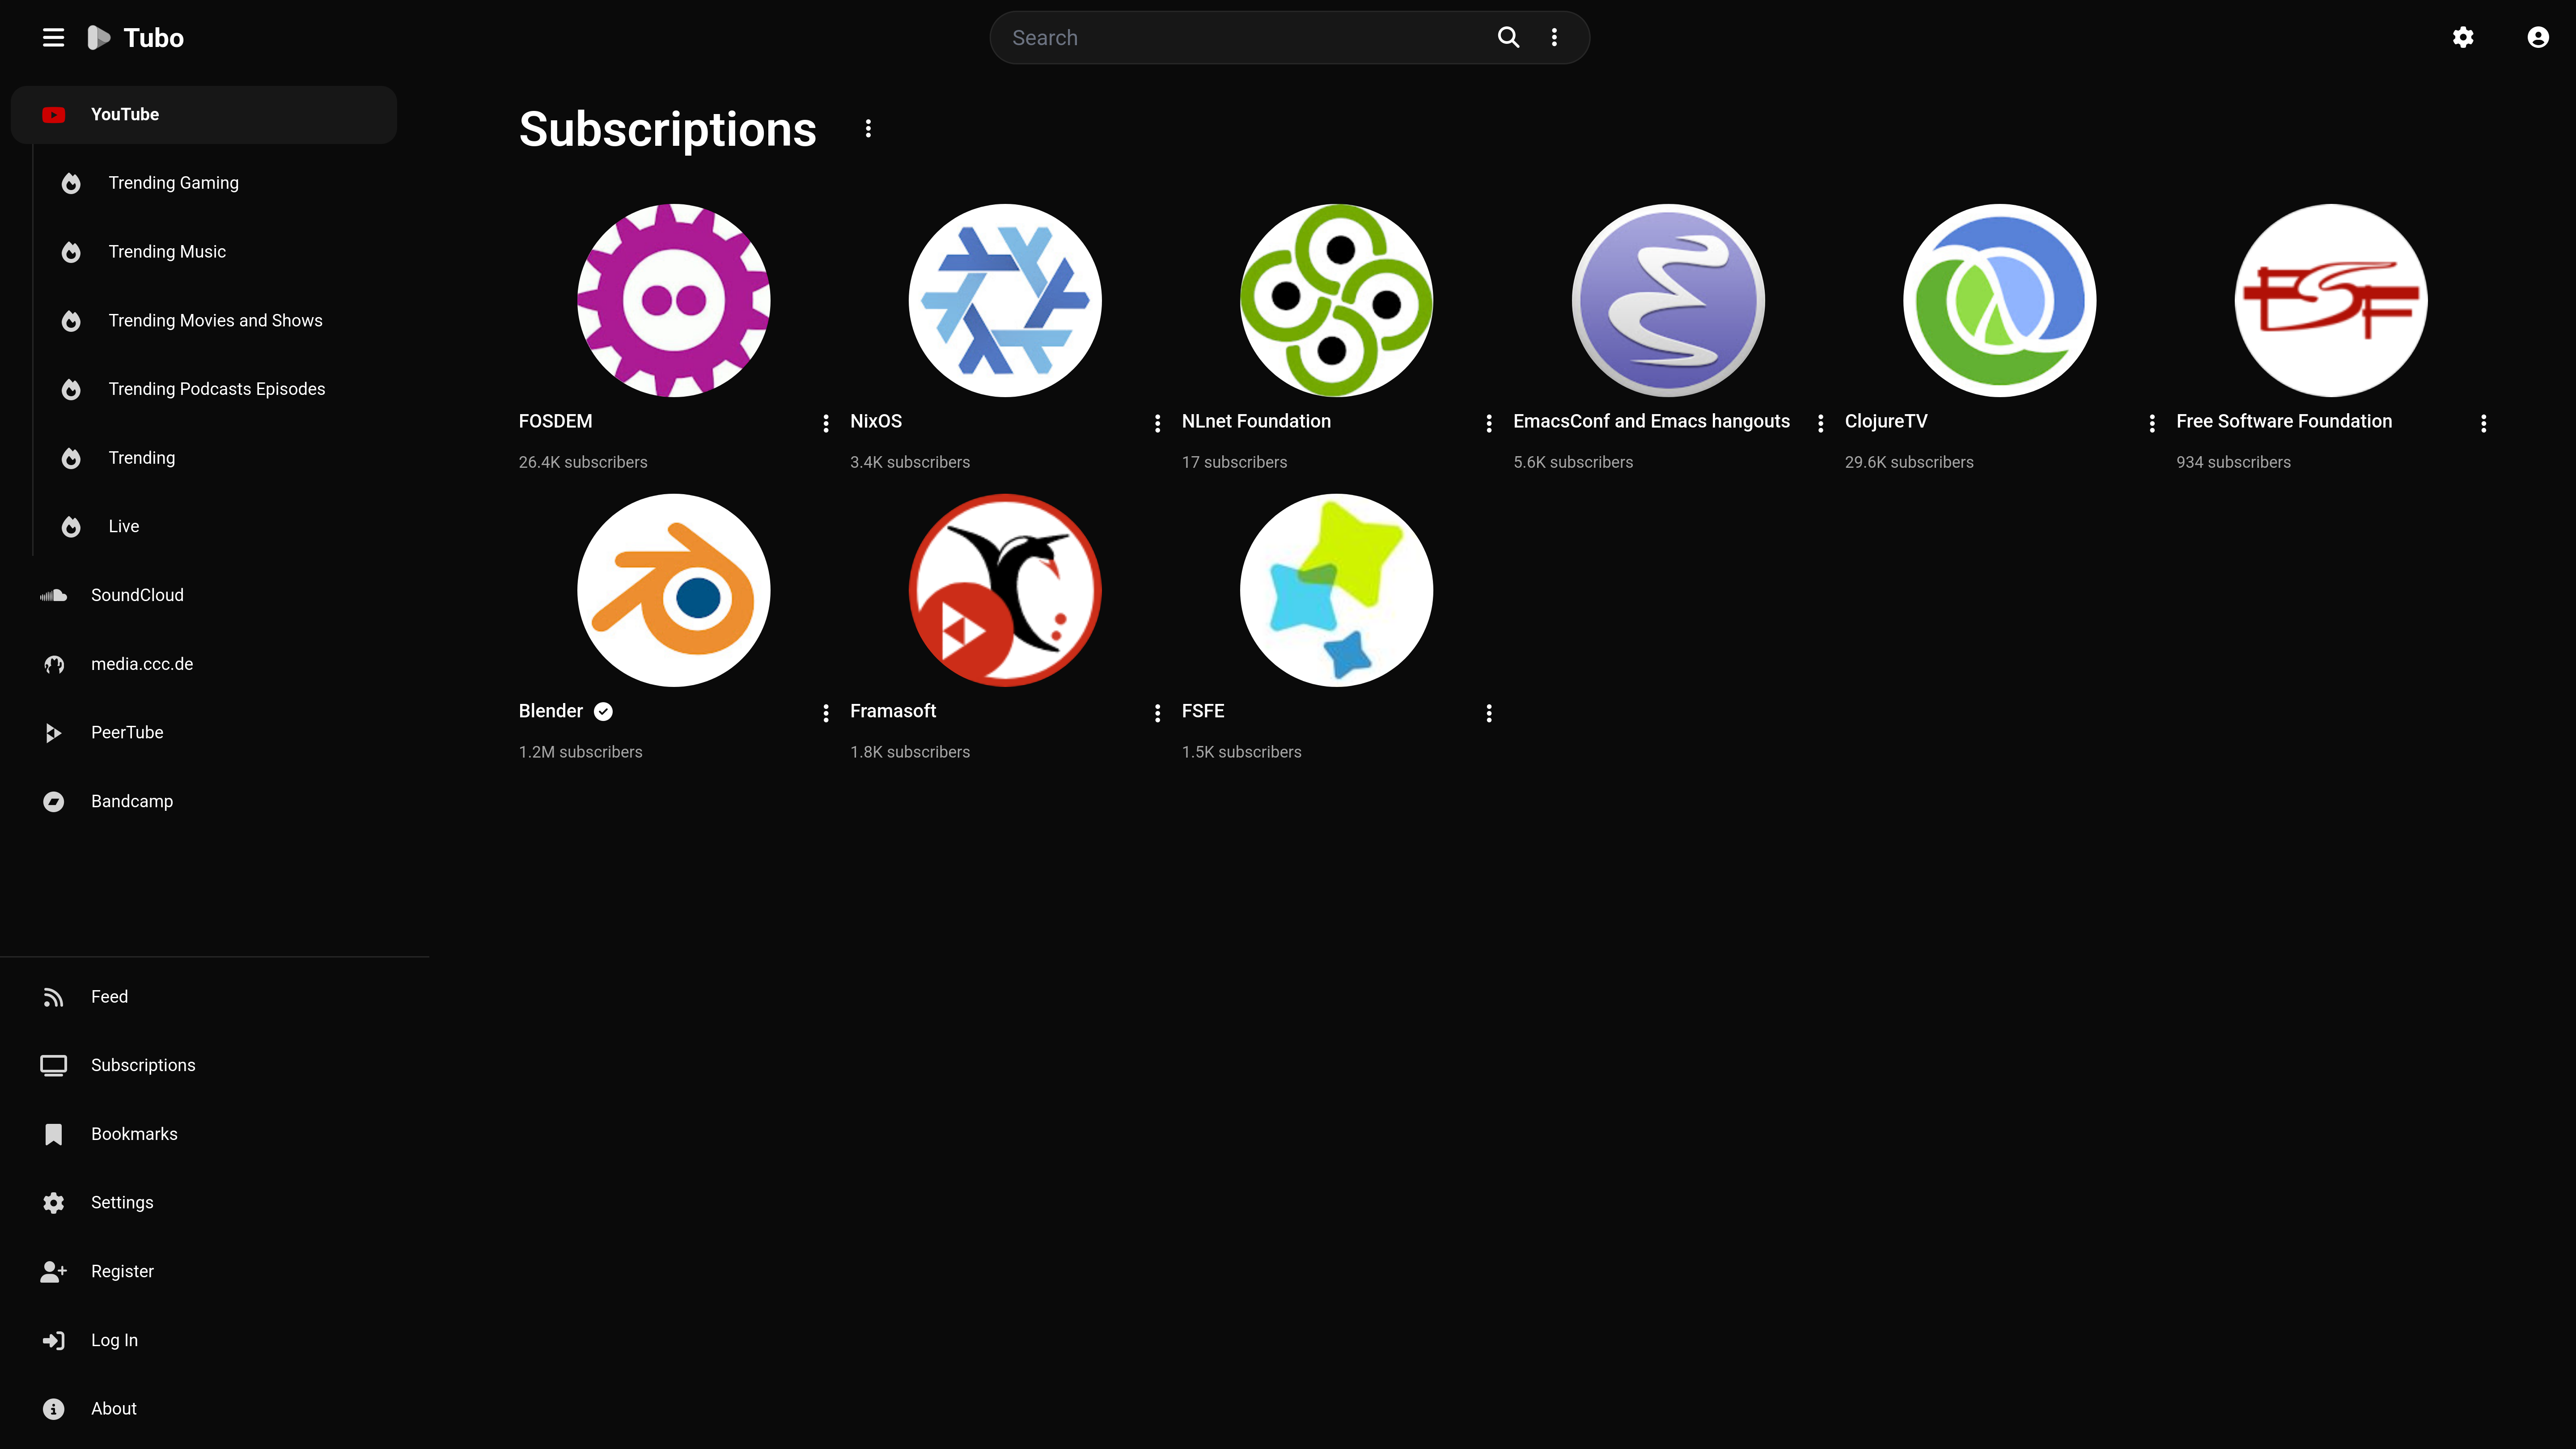 Tubo
Search
YouTube
Trending Gaming
Trending Music
Trending Movies and Shows
Trending Podcasts Episodes
Trending
Live
SoundCloud
media.ccc.de
PeerTube
Bandcamp
Feed
Subscriptions
Bookmarks
Settings
Register
Log In
About
Subscriptions
FOSDEM
26.4K subscribers
NixOS
3.4K subscribers
NLnet Foundation
17 subscribers
EmacsConf and Emacs hangouts
5.6K subscribers
ClojureTV
29.6K subscribers
FSF
Free Software Foundation
934 subscribers
Blender
1.2M subscribers
Framasoft
1.8K subscribers
FSFE
1.5K subscribers